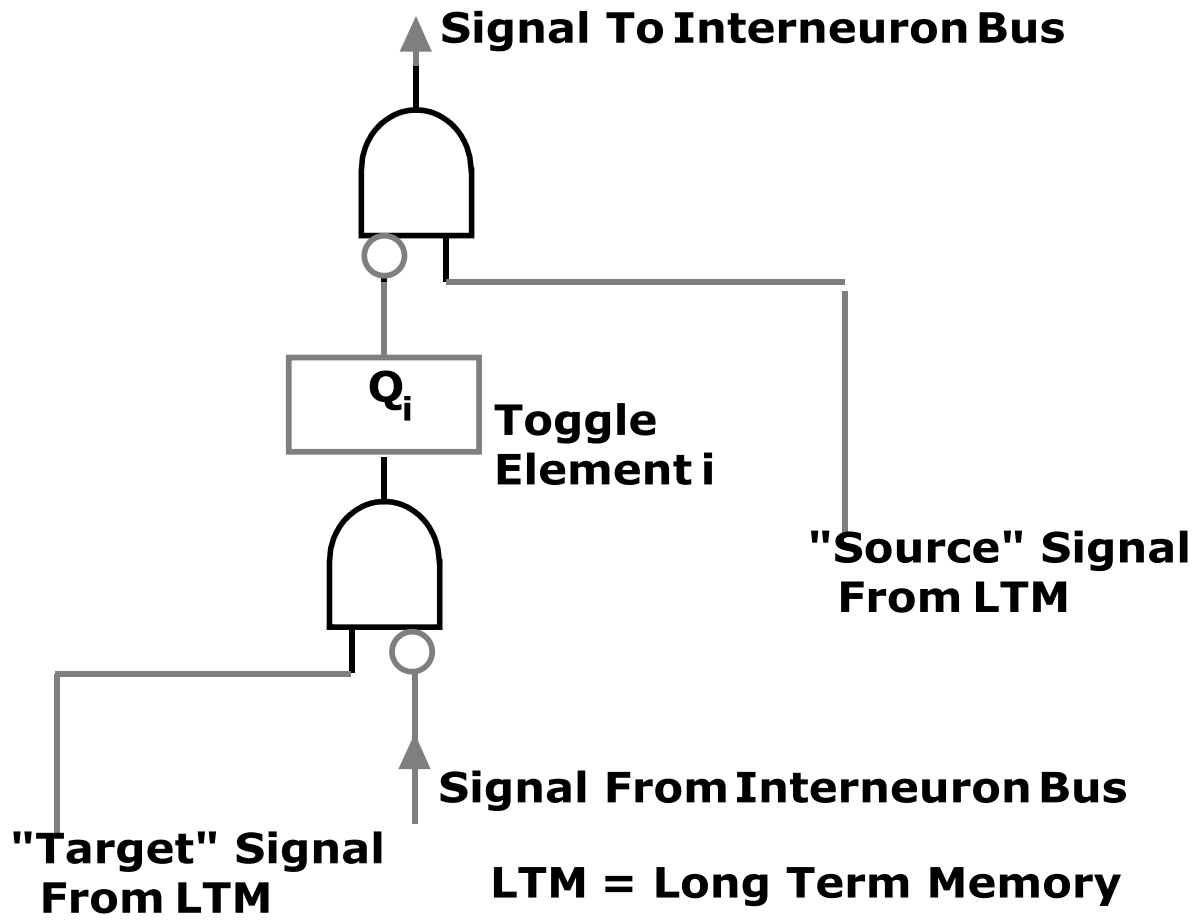 Signal To Interneuron Bus
Qi
Toggle
Element i
"Source" Signal
From LTM
Signal From Interneuron Bus
"Target" Signal
From LTM
LTM = Long Term Memory